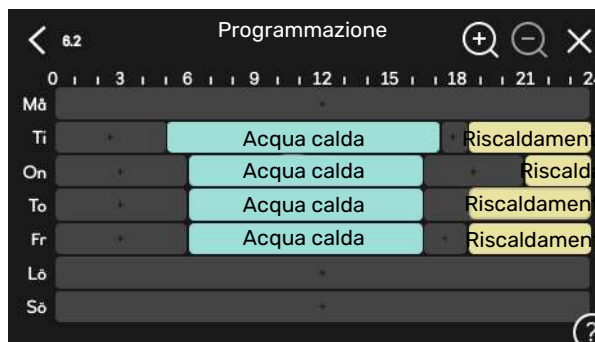 6.2 Programmazione
0 3 6 9 12 15 18 21 24
Må
Ti Acqua calda Riscaldament
On Acqua calda Riscald
To Acqua calda Riscaldamen
Fr Acqua calda Riscaldamen
Lö
Sö
?